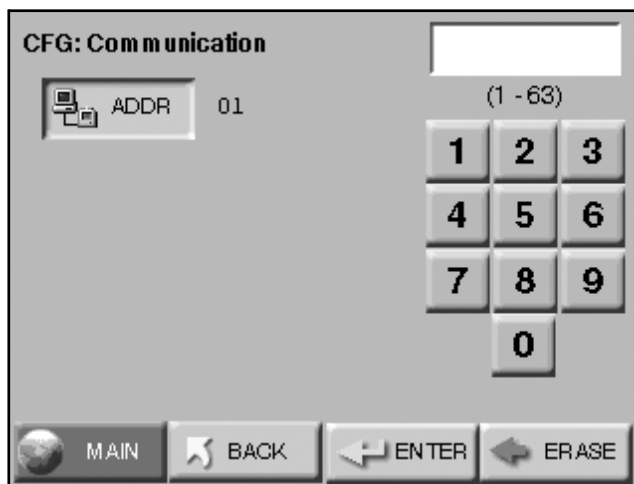 CFG: Communication
ADDR 01
(1 - 63)
1 2 3
4 5 6
7 8 9
0
MAIN BACK ENTER ERASE